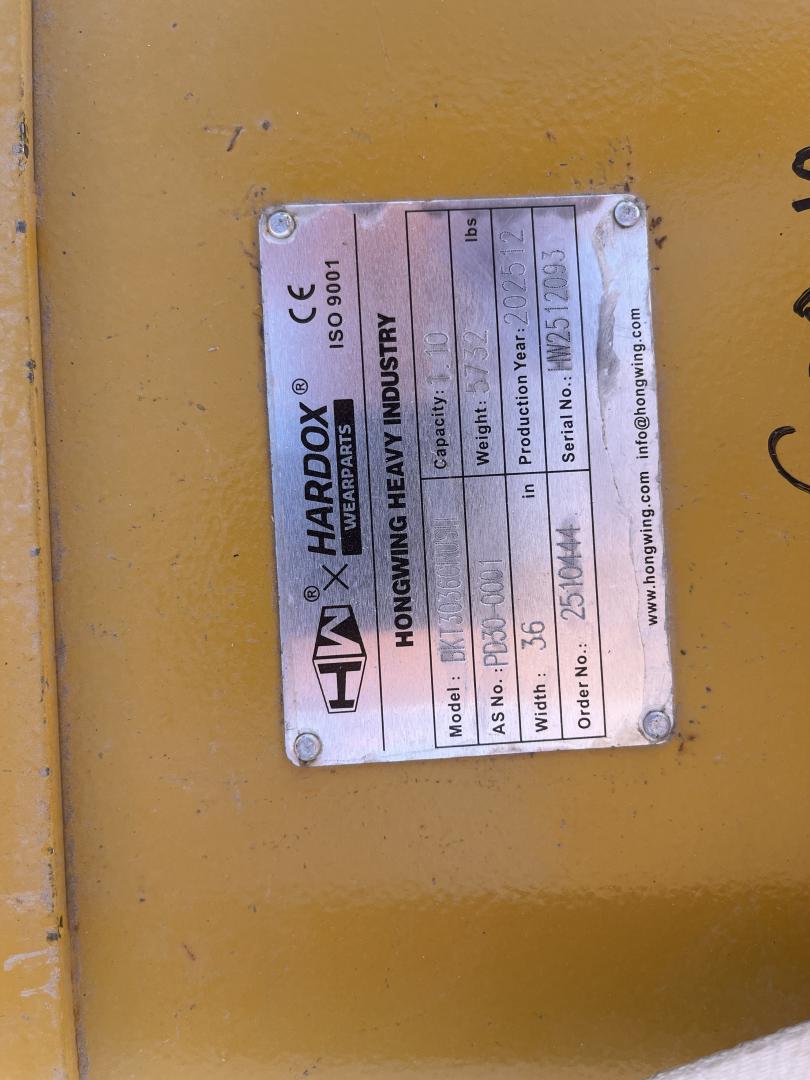 HW® × HARDOX® CE
WEARPARTS ISO 9001
HONGWING HEAVY INDUSTRY
Model: Capacity: 1.10
AS No.: PD30-0001 Weight: 5732 lbs
Width: 36 in Production Year: 202512
Order No.: 2510444 Serial No.: HW2512093
www.hongwing.com info@hongwing.com